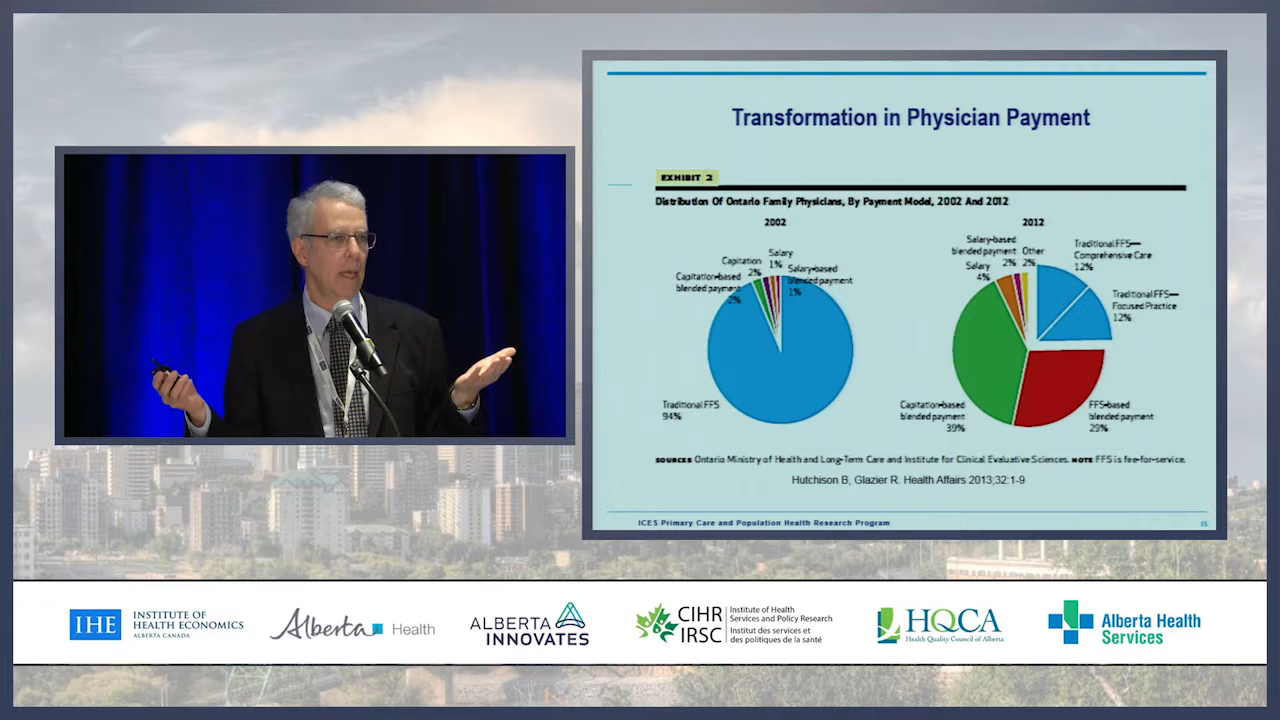 Transformation in Physician Payment
EXHIBIT 2
Distribution Of Ontario Family Physicians, By Payment Model, 2002 And 2012
2002
Salary
1%
Capitation
2%
Salary-based
blended payment
1%
Capitation-based
blended payment
2%
Traditional FFS
94%
2012
Salary-based
blended payment
2%
Other
2%
Traditional FFS—
Comprehensive Care
12%
Salary
4%
Traditional FFS—
Focused Practice
12%
Capitation-based
blended payment
39%
FFS-based
blended payment
29%
SOURCES Ontario Ministry of Health and Long-Term Care and Institute for Clinical Evaluative Sciences. NOTE FFS is fee-for-service.
Hutchison B, Glazier R. Health Affairs 2013;32:1-9
ICES Primary Care and Population Health Research Program
15
IHE
INSTITUTE OF
HEALTH ECONOMICS
ALBERTA CANADA
Alberta Health
ALBERTA
INNOVATES
CIHR
IRSC
Institute of Health
Services and Policy Research
Institut des services et
des politiques de la santé
HQCA
Health Quality Council of Alberta
Alberta Health
Services